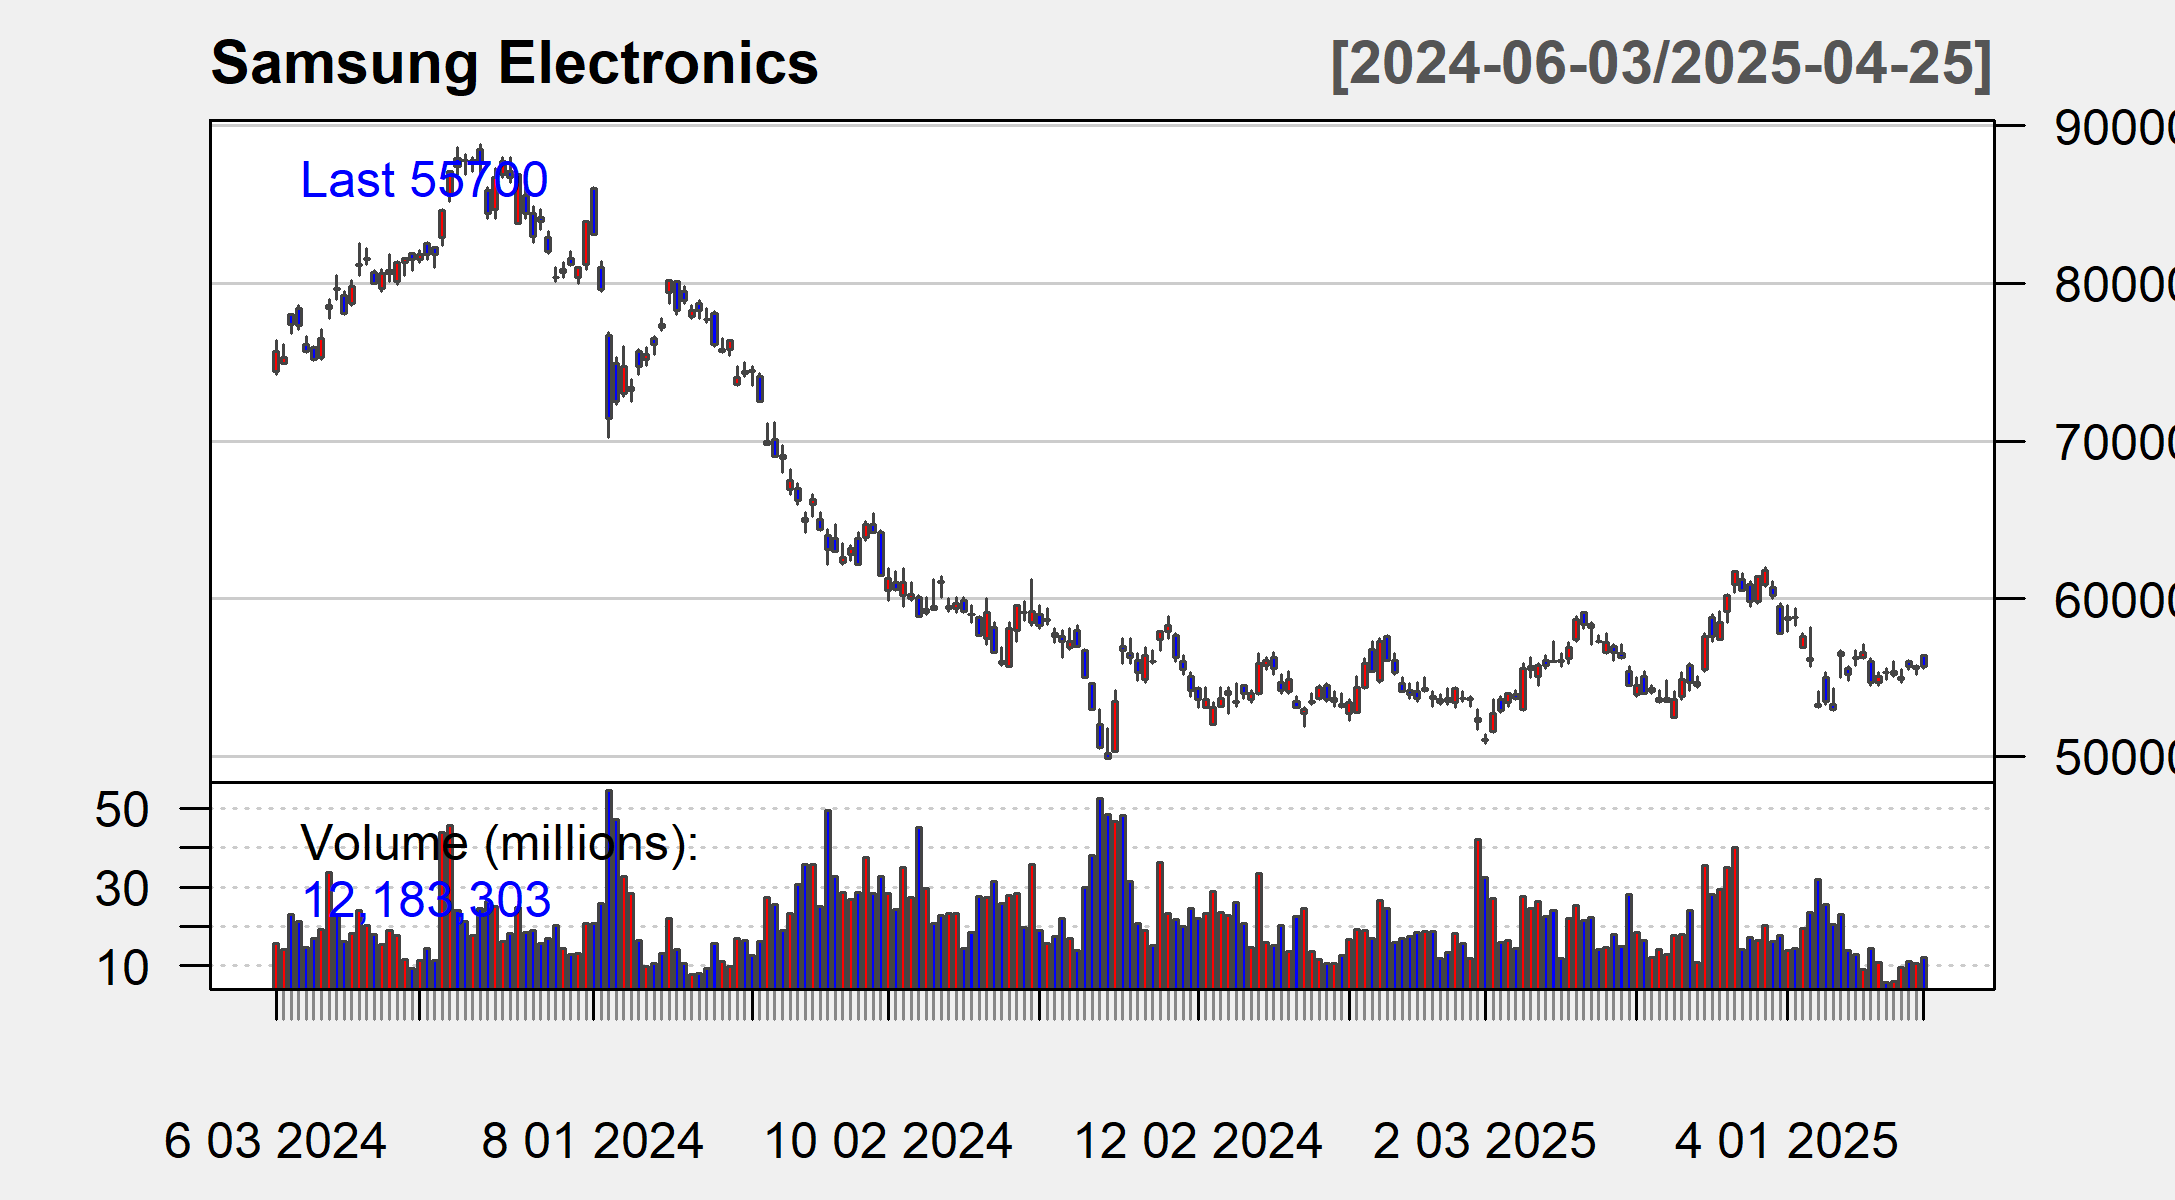 Samsung Electronics
[2024-06-03/2025-04-25]
Last 55700
90000
80000
70000
60000
50000
Volume (millions):
12,183,303
50
30
10
6 03 2024
8 01 2024
10 02 2024
12 02 2024
2 03 2025
4 01 2025